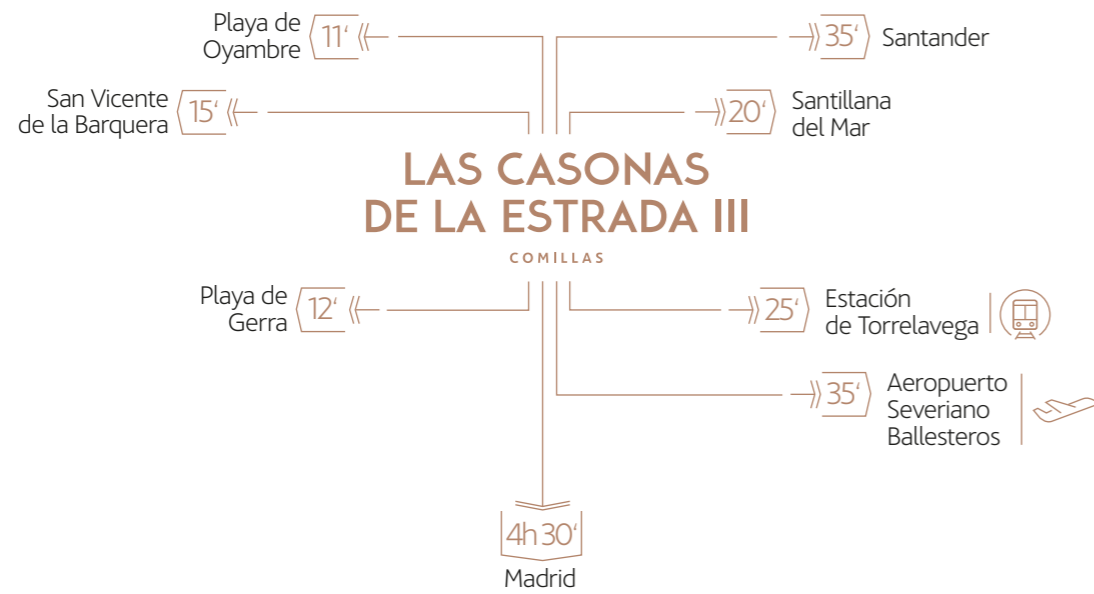 Playa de
Oyambre
11‘
35‘
Santander
San Vicente
de la Barquera
15‘
20‘
Santillana
del Mar
LAS CASONAS
DE LA ESTRADA III
COMILLAS
Playa de
Gerra
12‘
25‘
Estación
de Torrelavega
35‘
Aeropuerto
Severiano
Ballesteros
4h 30‘
Madrid